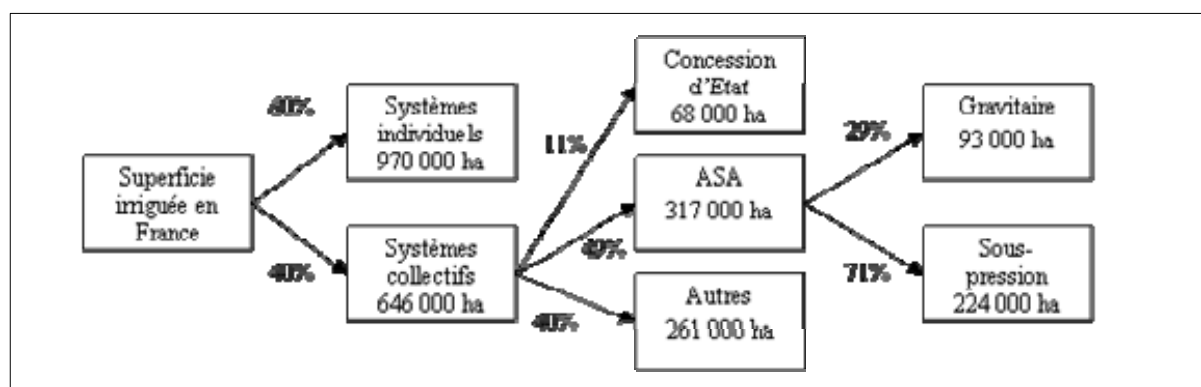 Superficie
irriguée en
France
60%
40%
Systèmes
individuels
970 000 ha
Systèmes
collectifs
646 000 ha
11%
49%
40%
Concession
d'Etat
68 000 ha
ASA
317 000 ha
Autres
261 000 ha
29%
71%
Gravitaire
93 000 ha
Sous-
pression
224 000 ha